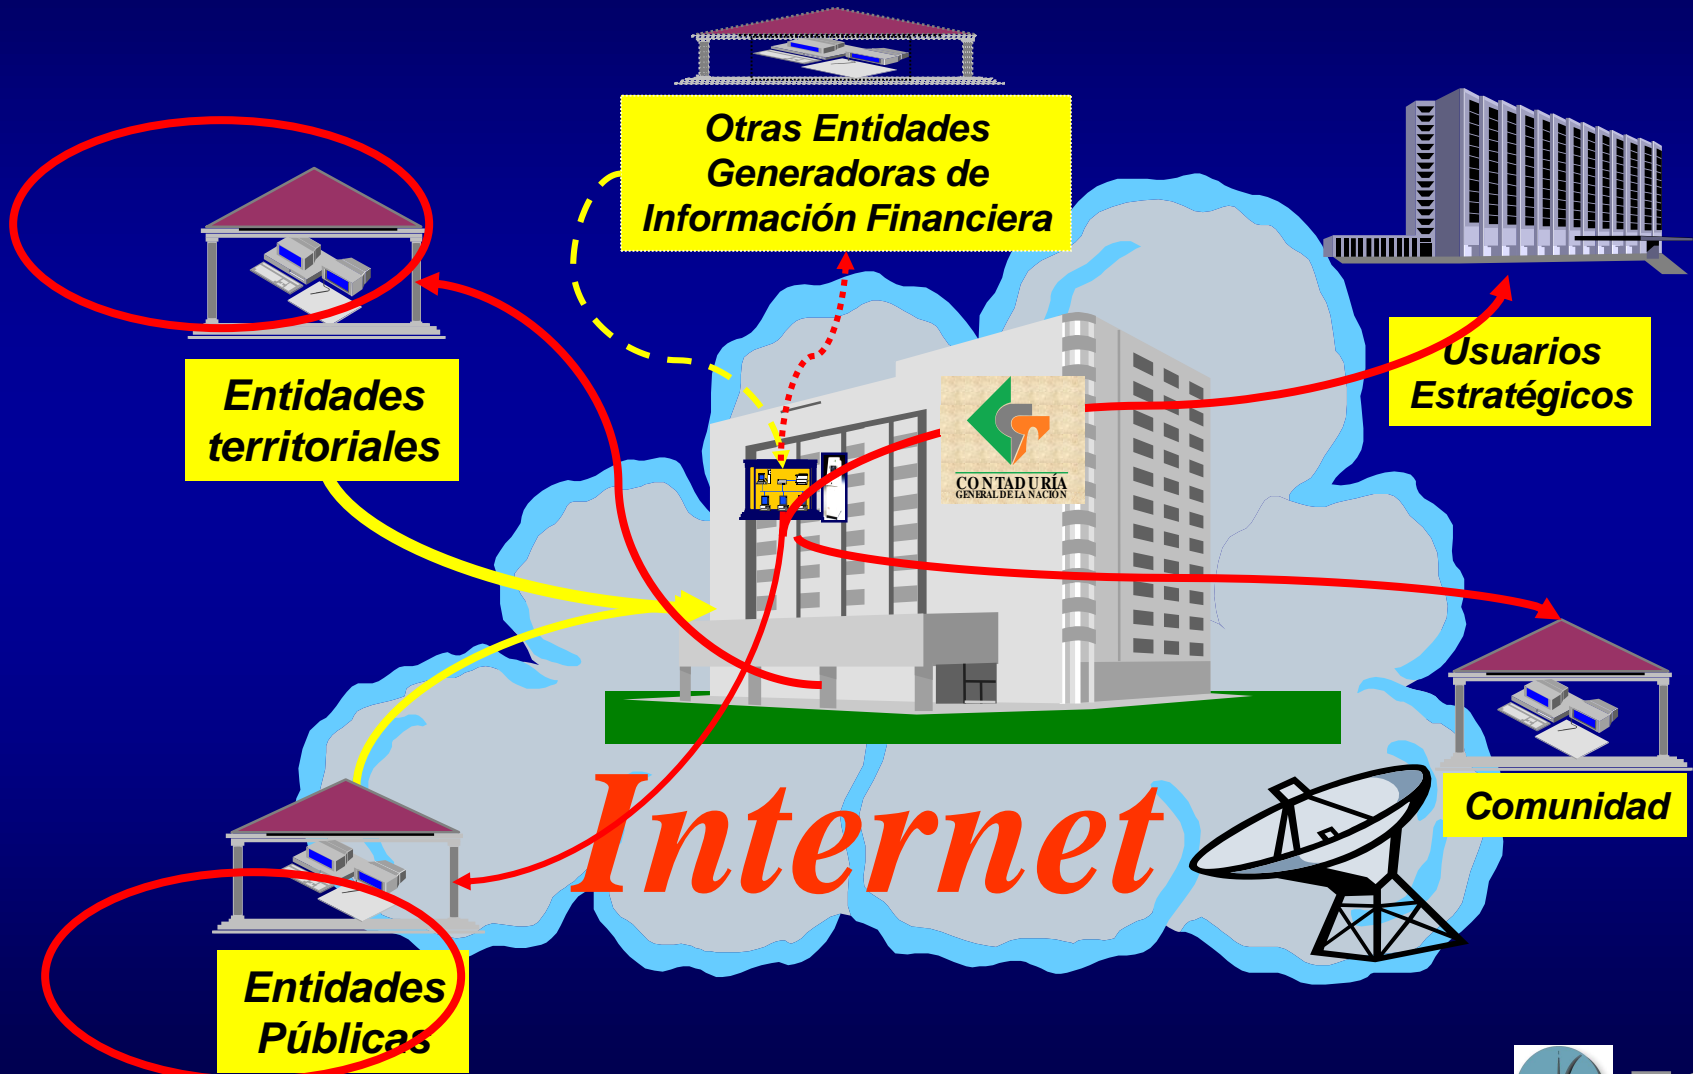 Otras Entidades
Generadoras de
Información Financiera
Entidades
territoriales
Usuarios
Estratégicos
CONTADURÍA
GENERAL DE LA NACIÓN
Comunidad
Internet
Entidades
Públicas